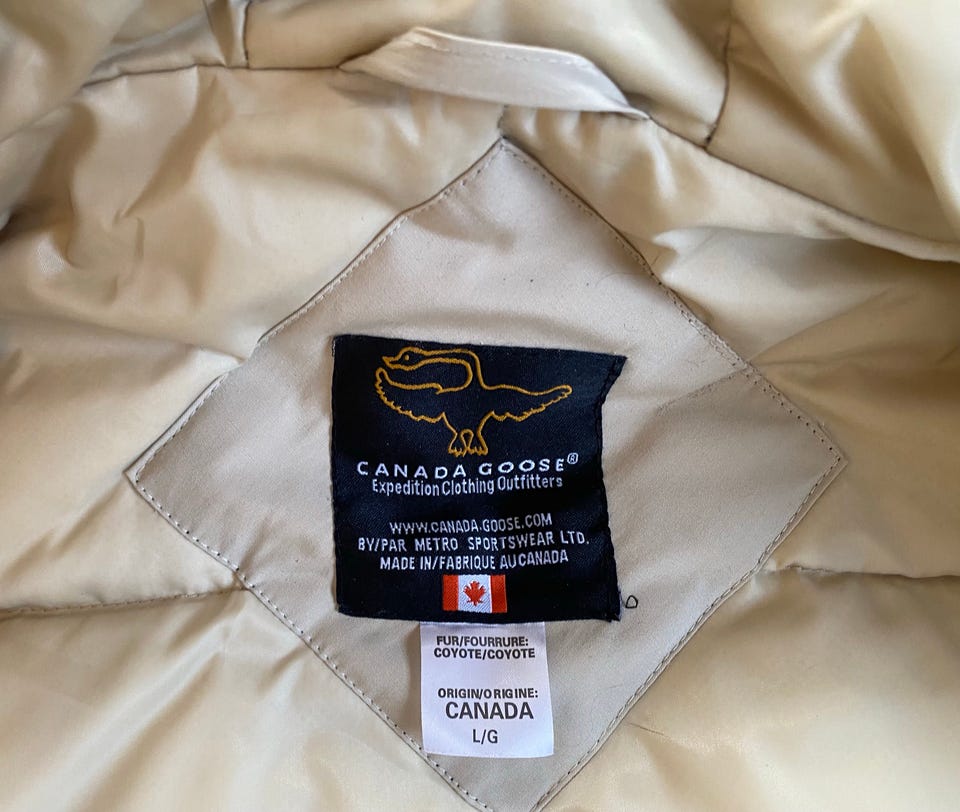 CANADA GOOSE®
Expedition Clothing Outfitters
WWW.CANADA.GOOSE.COM
BY/PAR METRO SPORTSWEAR LTD.
MADE IN/FABRIQUE AU CANADA
FUR/FOURRURE:
COYOTE/COYOTE
ORIGIN/ORIGINE:
CANADA
L/G